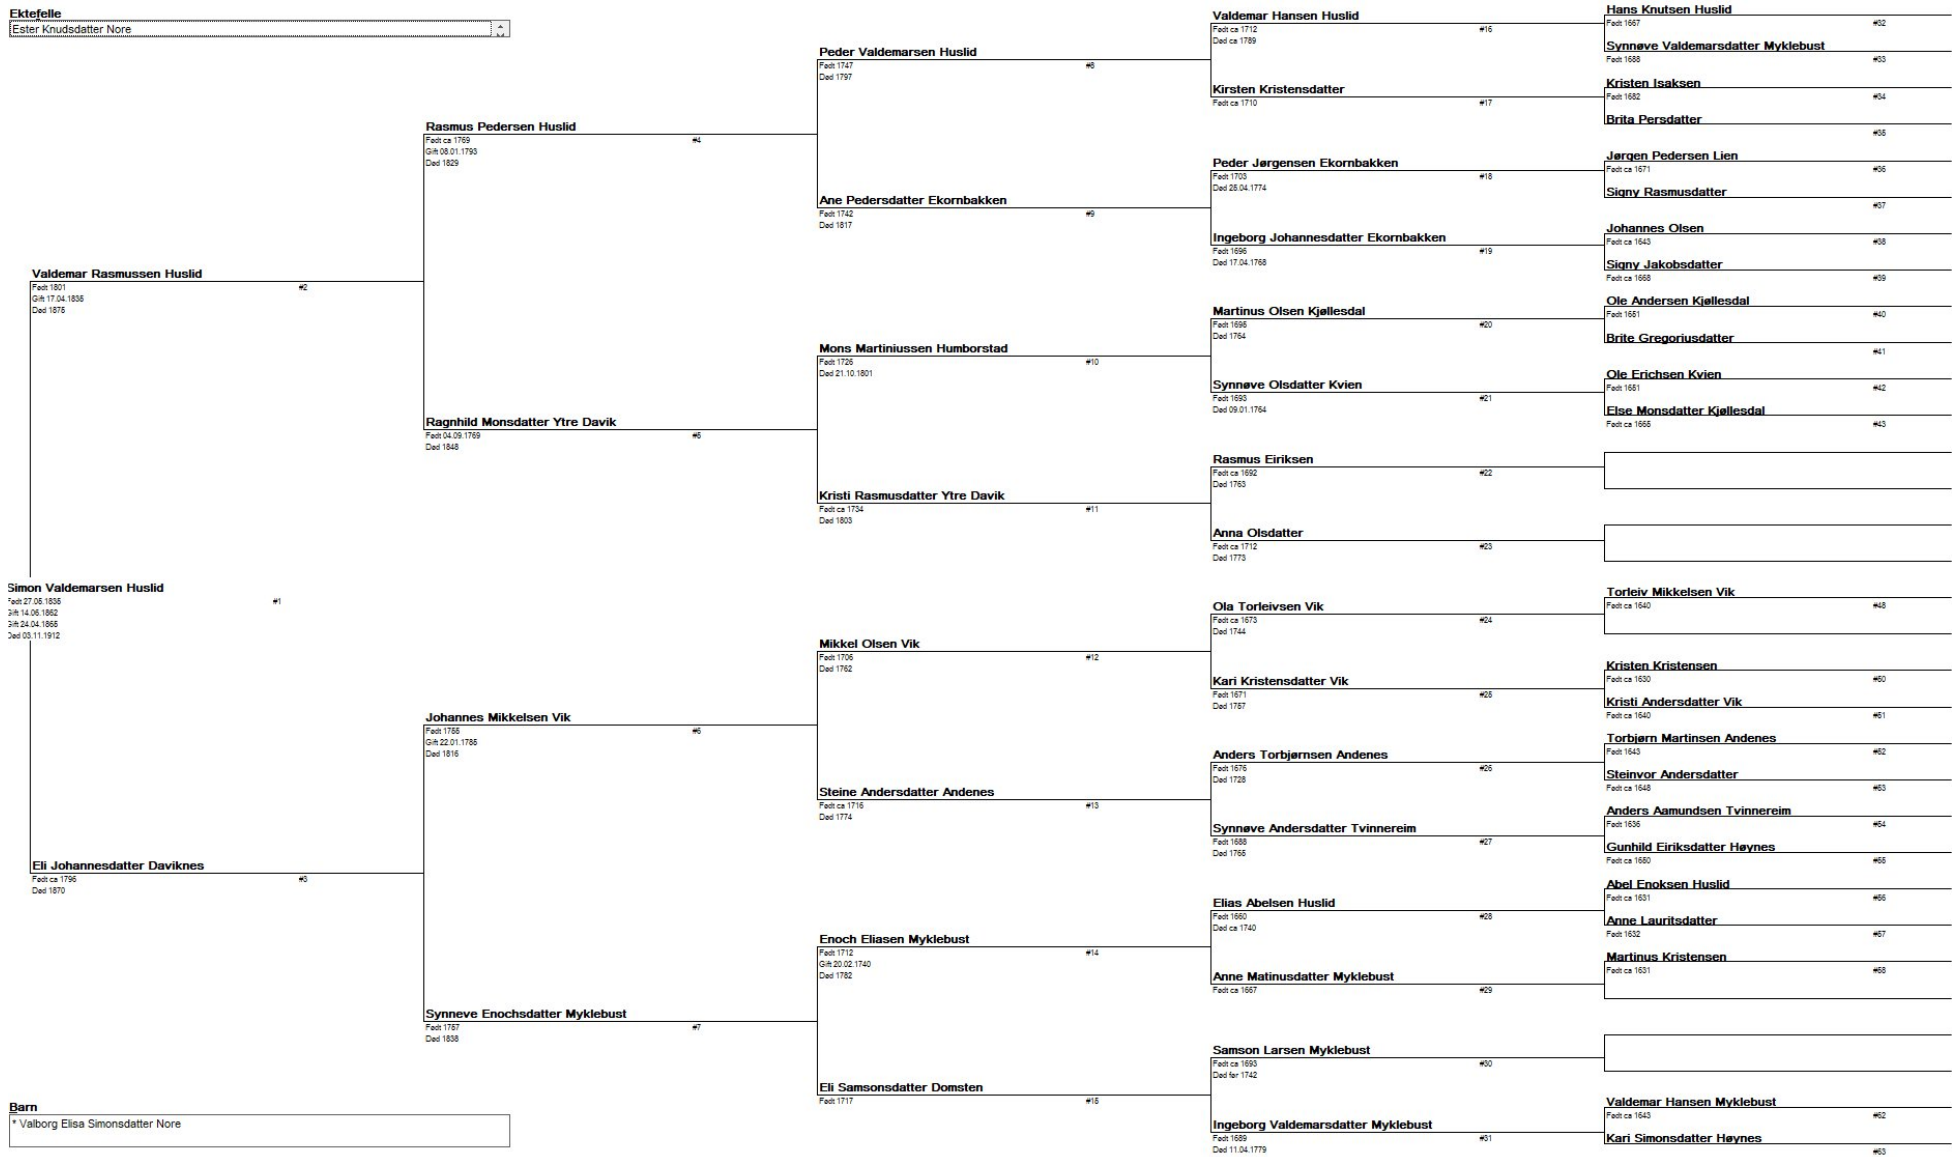 Ektefelle
Ester Knudsdatter Nore
Simon Valdemarsen Huslid
Født 27.05.1835
#1
Gift 14.06.1862
Gift 24.04.1865
Død 03.11.1912
Barn
* Valborg Elisa Simonsdatter Nore
Valdemar Rasmussen Huslid
Født 1801
#2
Gift 17.04.1835
Død 1875
Eli Johannesdatter Daviknes
Født ca 1796
#3
Død 1870
Rasmus Pedersen Huslid
Født ca 1769
#4
Gift 08.01.1793
Død 1829
Ragnhild Monsdatter Ytre Davik
Født 04.09.1769
#5
Død 1848
Johannes Mikkelsen Vik
Født 1755
#6
Gift 22.01.1785
Død 1816
Synneve Enochsdatter Myklebust
Født 1757
#7
Død 1838
Peder Valdemarsen Huslid
Født 1747
#8
Død 1797
Ane Pedersdatter Ekornbakken
Født 1742
#9
Død 1817
Mons Martiniussen Humborstad
Født 1726
#10
Død 21.10.1801
Kristi Rasmusdatter Ytre Davik
Født ca 1734
#11
Død 1803
Mikkel Olsen Vik
Født 1706
#12
Død 1762
Steine Andersdatter Andenes
Født ca 1716
#13
Død 1774
Enoch Eliasen Myklebust
Født 1712
#14
Gift 20.02.1740
Død 1782
Eli Samsonsdatter Domsten
Født 1717
#15
Valdemar Hansen Huslid
Født ca 1712
#16
Død ca 1789
Kirsten Kristensdatter
Født ca 1710
#17
Peder Jørgensen Ekornbakken
Født 1703
#18
Død 25.04.1774
Ingeborg Johannesdatter Ekornbakken
Født 1696
#19
Død 17.04.1768
Martinus Olsen Kjøllesdal
Født 1695
#20
Død 1764
Synnøve Olsdatter Kvien
Født 1693
#21
Død 09.01.1764
Rasmus Eiriksen
Født ca 1692
#22
Død 1763
Anna Olsdatter
Født ca 1712
#23
Død 1773
Ola Torleivsen Vik
Født ca 1673
#24
Død 1744
Kari Kristensdatter Vik
Født 1671
#25
Død 1757
Anders Torbjørnsen Andenes
Født 1676
#26
Død 1728
Synnøve Andersdatter Tvinnereim
Født 1688
#27
Død 1765
Elias Abelsen Huslid
Født 1660
#28
Død ca 1740
Anne Matinusdatter Myklebust
Født ca 1667
#29
Samson Larsen Myklebust
Født ca 1693
#30
Død før 1742
Ingeborg Valdemarsdatter Myklebust
Født 1689
#31
Død 11.04.1779
Hans Knutsen Huslid
Født 1667
#32
Synnøve Valdemarsdatter Myklebust
Født 1688
#33
Kristen Isaksen
Født 1682
#34
Brita Persdatter
#35
Jørgen Pedersen Lien
Født ca 1671
#36
Signy Rasmusdatter
#37
Johannes Olsen
Født ca 1643
#38
Signy Jakobsdatter
Født ca 1668
#39
Ole Andersen Kjøllesdal
Født 1651
#40
Brite Gregoriusdatter
#41
Ole Erichsen Kvien
Født 1651
#42
Else Monsdatter Kjøllesdal
Født ca 1665
#43
Torleiv Mikkelsen Vik
Født ca 1640
#48
Kristen Kristensen
Født ca 1630
#50
Kristi Andersdatter Vik
Født ca 1640
#51
Torbjørn Martinsen Andenes
Født 1643
#52
Steinvor Andersdatter
Født ca 1648
#53
Anders Aamundsen Tvinnereim
Født 1636
#54
Gunhild Eiriksdatter Høynes
Født ca 1650
#55
Abel Enoksen Huslid
Født ca 1631
#56
Anne Lauritsdatter
Født 1632
#57
Martinus Kristensen
Født ca 1631
#58
Valdemar Hansen Myklebust
Født ca 1643
#62
Kari Simonsdatter Høynes
#63